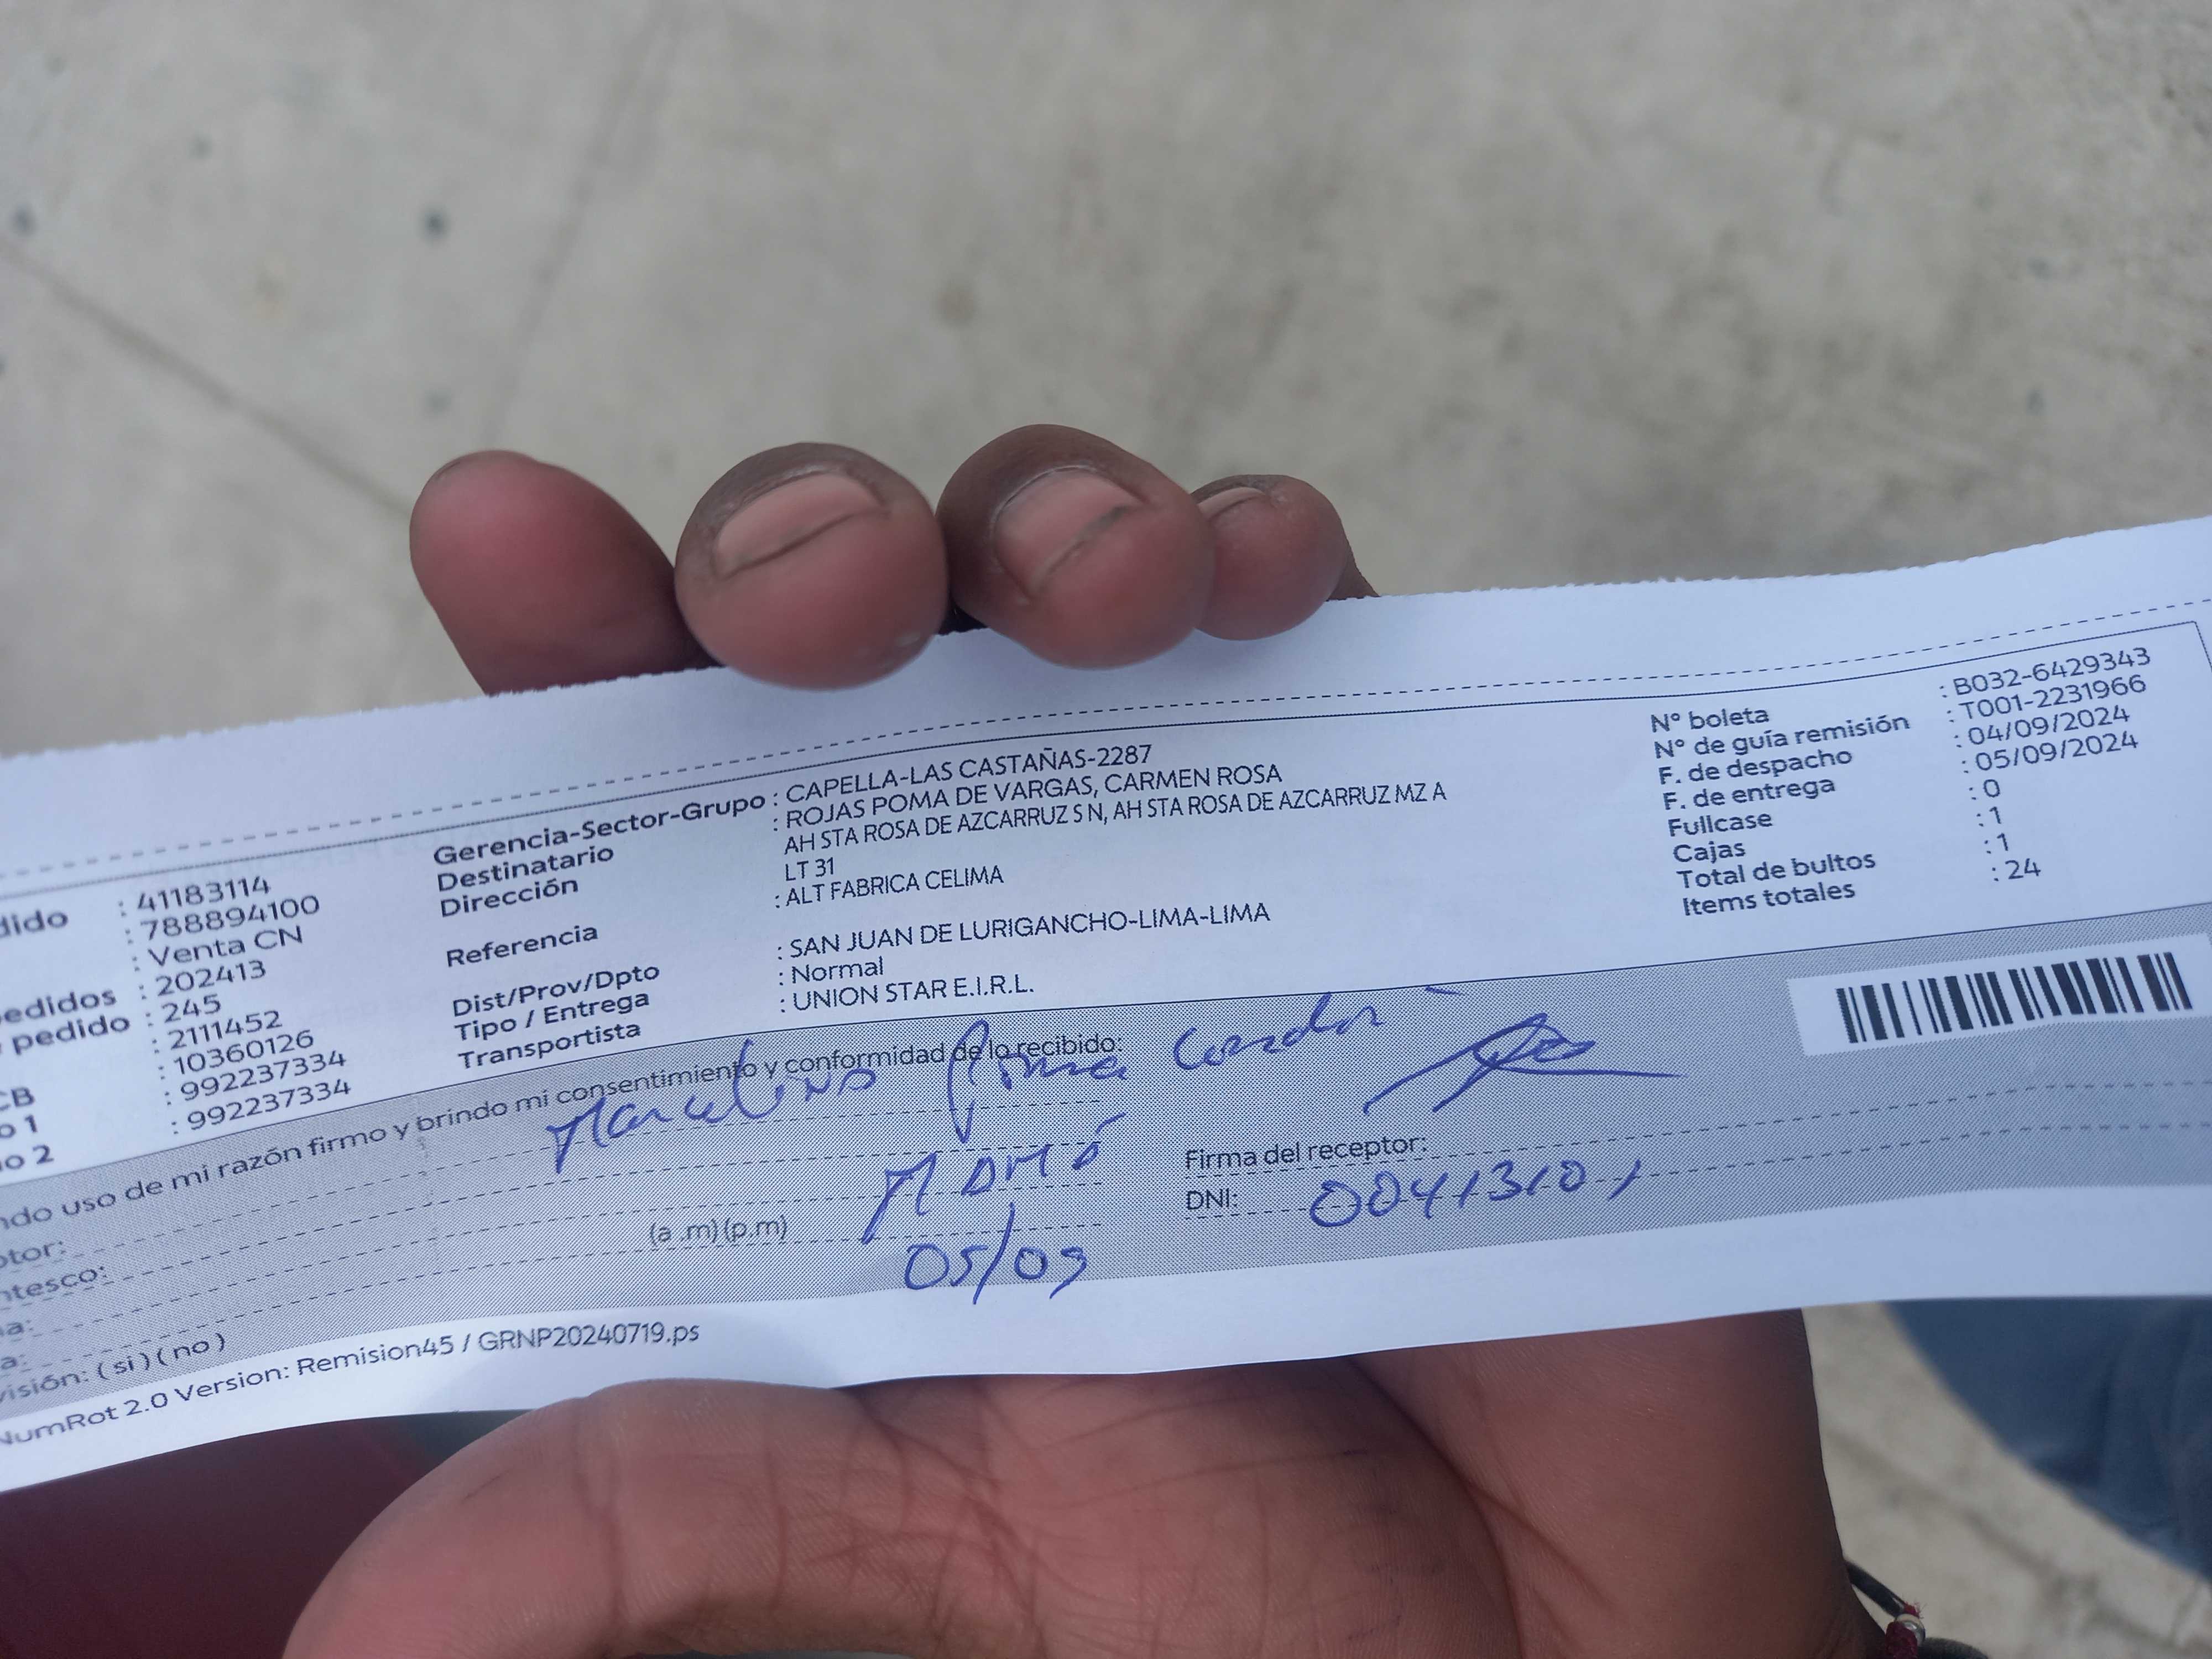 dido : 41183114
: 788894100
: Venta CN
edidos : 202413
pedido : 245
: 2111452
CB : 10360126
o 1 : 992237334
no 2 : 992237334
Gerencia-Sector-Grupo : CAPELLA-LAS CASTAÑAS-2287
Destinatario : ROJAS POMA DE VARGAS, CARMEN ROSA
Dirección AH STA ROSA DE AZCARRUZ S N, AH STA ROSA DE AZCARRUZ MZ A
LT 31
Referencia : ALT FABRICA CELIMA
Dist/Prov/Dpto : SAN JUAN DE LURIGANCHO-LIMA-LIMA
Tipo / Entrega : Normal
Transportista : UNION STAR E.I.R.L.
N° boleta : B032-6429343
N° de guía remisión : T001-2231966
F. de despacho : 04/09/2024
F. de entrega : 05/09/2024
Fullcase : 0
Cajas : 1
Total de bultos : 1
Items totales : 24
ndo uso de mi razón firmo y brindo mi consentimiento y conformidad de lo recibido:
ptor: Marcelino Poma
ntesco:
na: (a .m) (p.m)
a: 05/09
Firma del receptor:
DNI: 00413101
visión: ( si ) ( no )
NumRot 2.0 Version: Remision45 / GRNP20240719.ps